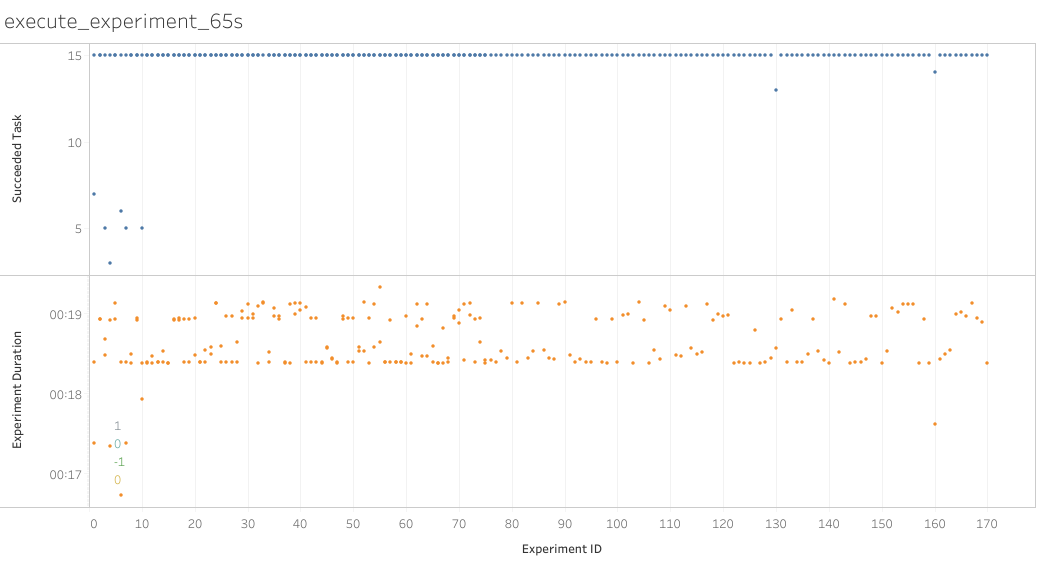 execute_experiment_65s
15
10
5
Succeeded Task
00:19
00:18
00:17
Experiment Duration
1
0
-1
0
0 10 20 30 40 50 60 70 80 90 100 110 120 130 140 150 160 170
Experiment ID